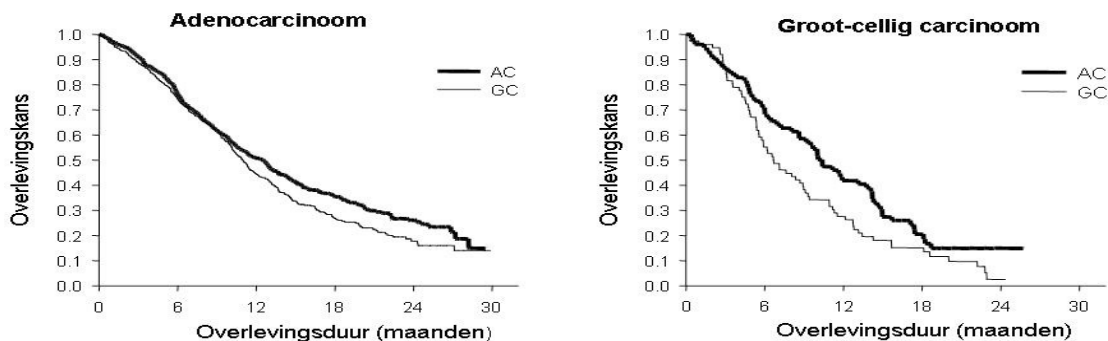 Adenocarcinoom
1.0
0.9
0.8
0.7
0.6
0.5
0.4
0.3
0.2
0.1
0.0
Overlevingskans
AC
GC
0 6 12 18 24 30
Overlevingsduur (maanden)
Groot-cellig carcinoom
1.0
0.9
0.8
0.7
0.6
0.5
0.4
0.3
0.2
0.1
0.0
Overlevingskans
AC
GC
0 6 12 18 24 30
Overlevingsduur (maanden)